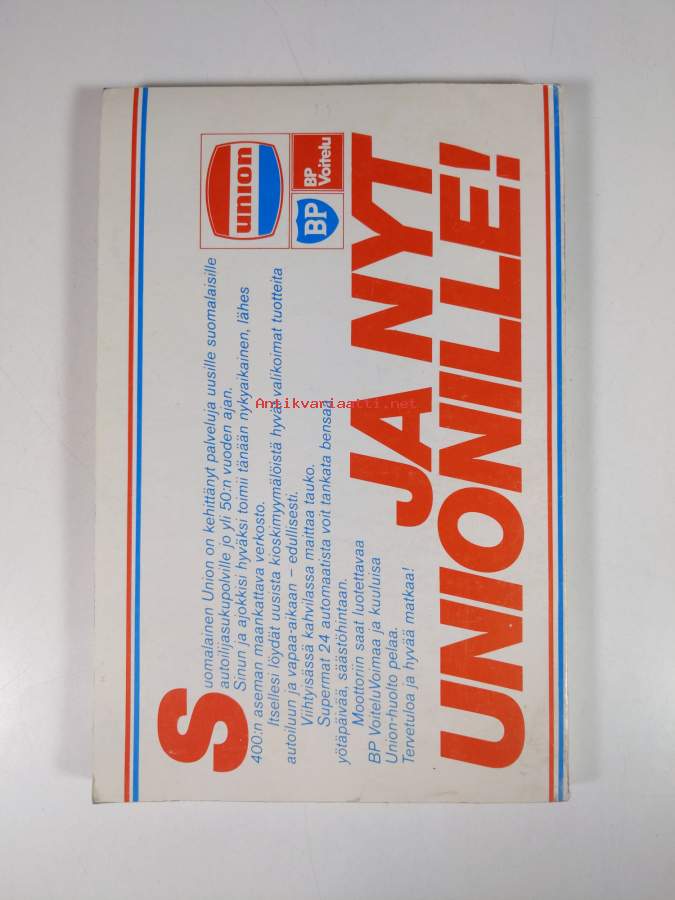 Suomalainen Union on kehittänyt palveluja uusille suomalaisille
autoilijasukupolville jo yli 50:n vuoden ajan.
Sinun ja ajokkisi hyväksi toimii tänään nykyaikainen, lähes
400:n aseman maankattava verkosto.
Itsellesi löydät uusista kioskimyymälöistä hyvät valikoimat tuotteita
autoiluun ja vapaa-aikaan – edullisesti.
Viihtyisässä kahvilassa maittaa tauko.
Supermat 24 automaatista voit tankata bensaa
yötäpäivää, säästöhintaan.
Moottoriin saat luotettavaa
BP VoiteluVoimaa ja kuuluisa
Union-huolto pelaa.
Tervetuloa ja hyvää matkaa!
union
BP
BP
Voitelu
JA NYT
UNIONILLE!
Antikvariaatti.net